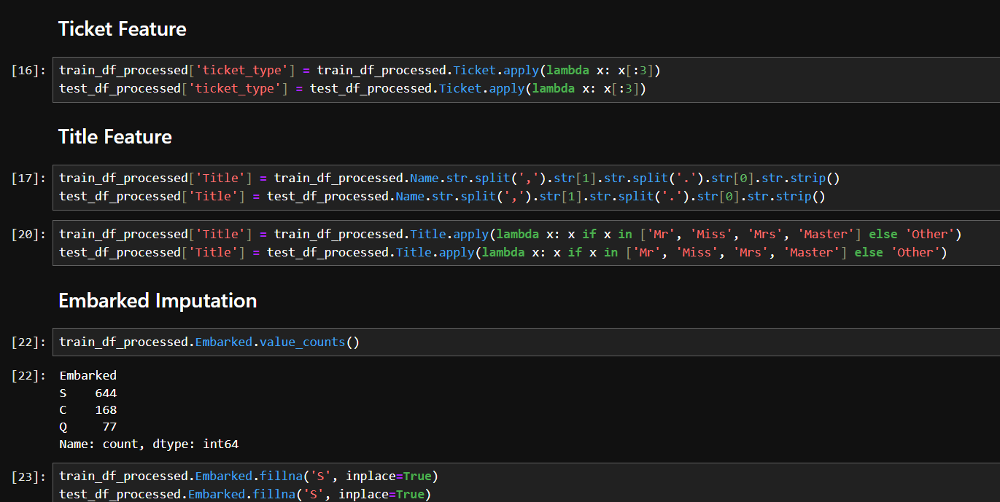 Ticket Feature
[16]: train_df_processed['ticket_type'] = train_df_processed.Ticket.apply(lambda x: x[:3])
test_df_processed['ticket_type'] = test_df_processed.Ticket.apply(lambda x: x[:3])
Title Feature
[17]: train_df_processed['Title'] = train_df_processed.Name.str.split(',').str[1].str.split('.').str[0].str.strip()
test_df_processed['Title'] = test_df_processed.Name.str.split(',').str[1].str.split('.').str[0].str.strip()
[20]: train_df_processed['Title'] = train_df_processed.Title.apply(lambda x: x if x in ['Mr', 'Miss', 'Mrs', 'Master'] else 'Other')
test_df_processed['Title'] = test_df_processed.Title.apply(lambda x: x if x in ['Mr', 'Miss', 'Mrs', 'Master'] else 'Other')
Embarked Imputation
[22]: train_df_processed.Embarked.value_counts()
[22]: Embarked
S    644
C    168
Q     77
Name: count, dtype: int64
[23]: train_df_processed.Embarked.fillna('S', inplace=True)
test_df_processed.Embarked.fillna('S', inplace=True)